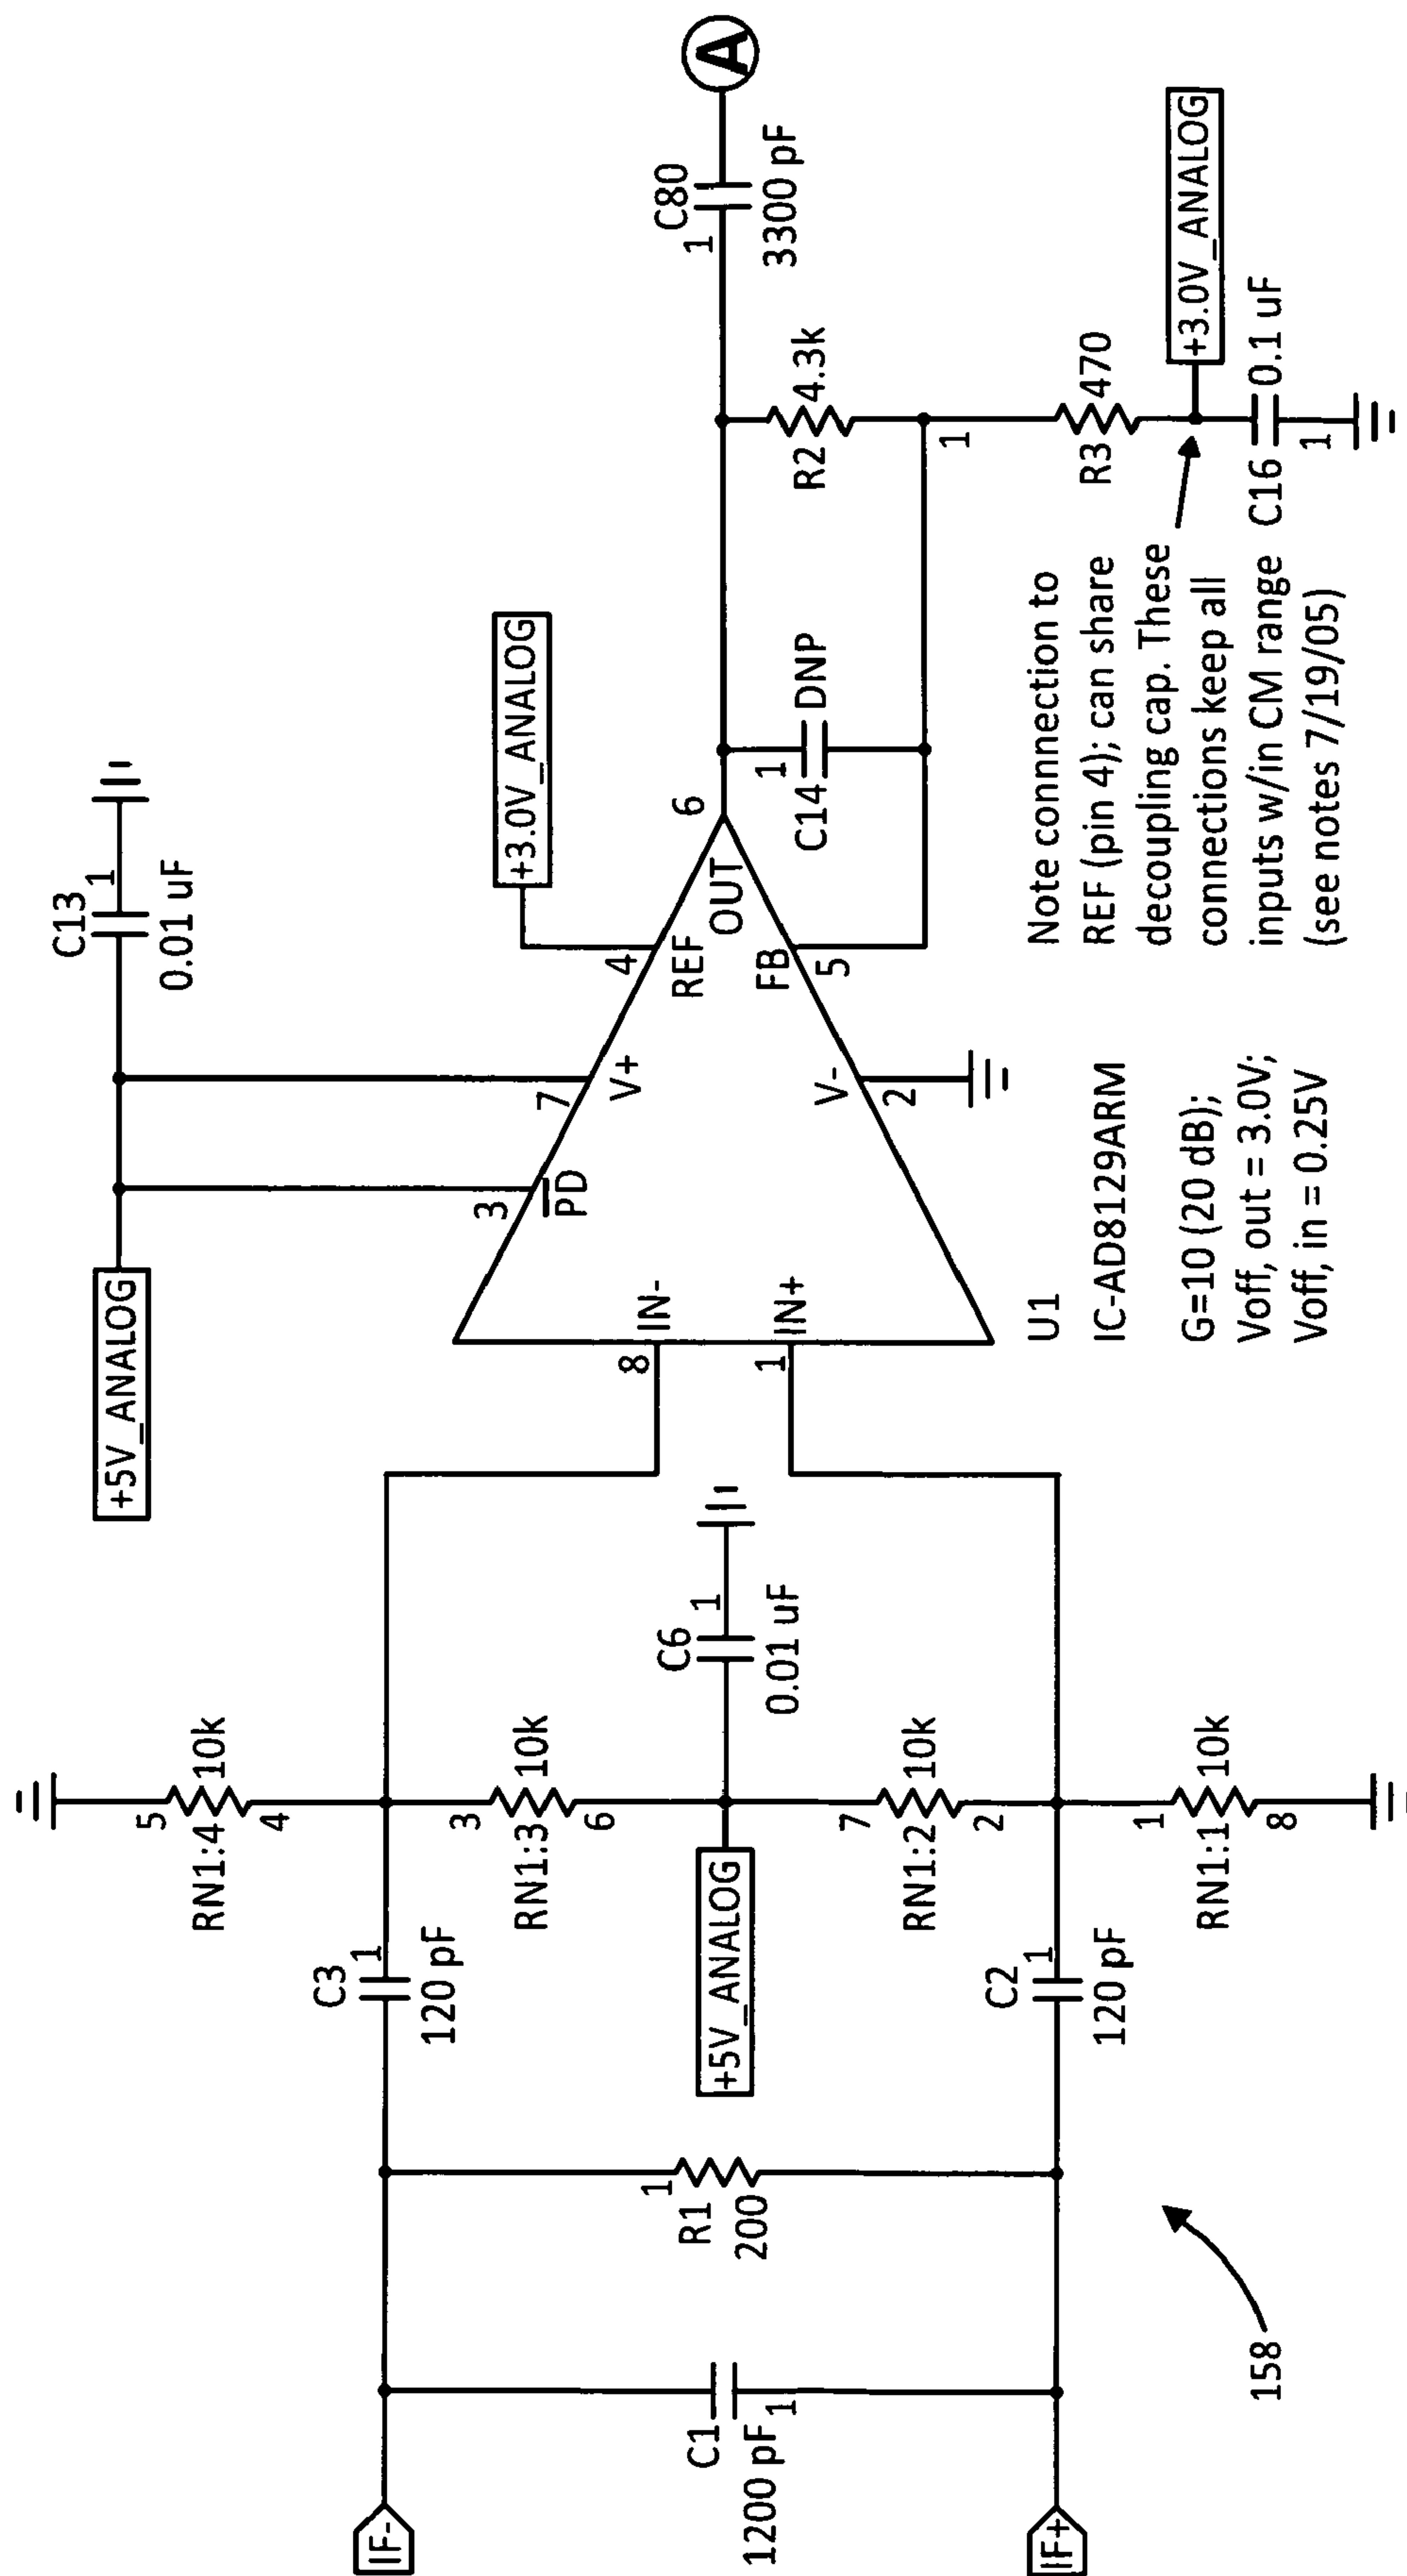 +5V_ANALOG
C13
1
0.01 uF
RN1:4
10k
5
4
C3
1
120 pF
RN1:3
10k
3
6
+5V_ANALOG
C6
1
0.01 uF
RN1:2
10k
7
2
C2
1
120 pF
RN1:1
10k
1
8
IF-
IF+
C1
1
1200 pF
R1
1
200
158
8
IN-
1
IN+
3
PD
7
V+
4
REF
+3.0V_ANALOG
OUT
6
FB
5
V-
2
U1
IC-AD8129ARM
G=10 (20 dB);
Voff, out = 3.0V;
Voff, in = 0.25V
C14
1
DNP
R2
4.3k
C80
1
3300 pF
A
1
R3
470
+3.0V_ANALOG
C16
0.1 uF
1
Note connnection to
REF (pin 4); can share
decoupling cap. These
connections keep all
inputs w/in CM range
(see notes 7/19/05)